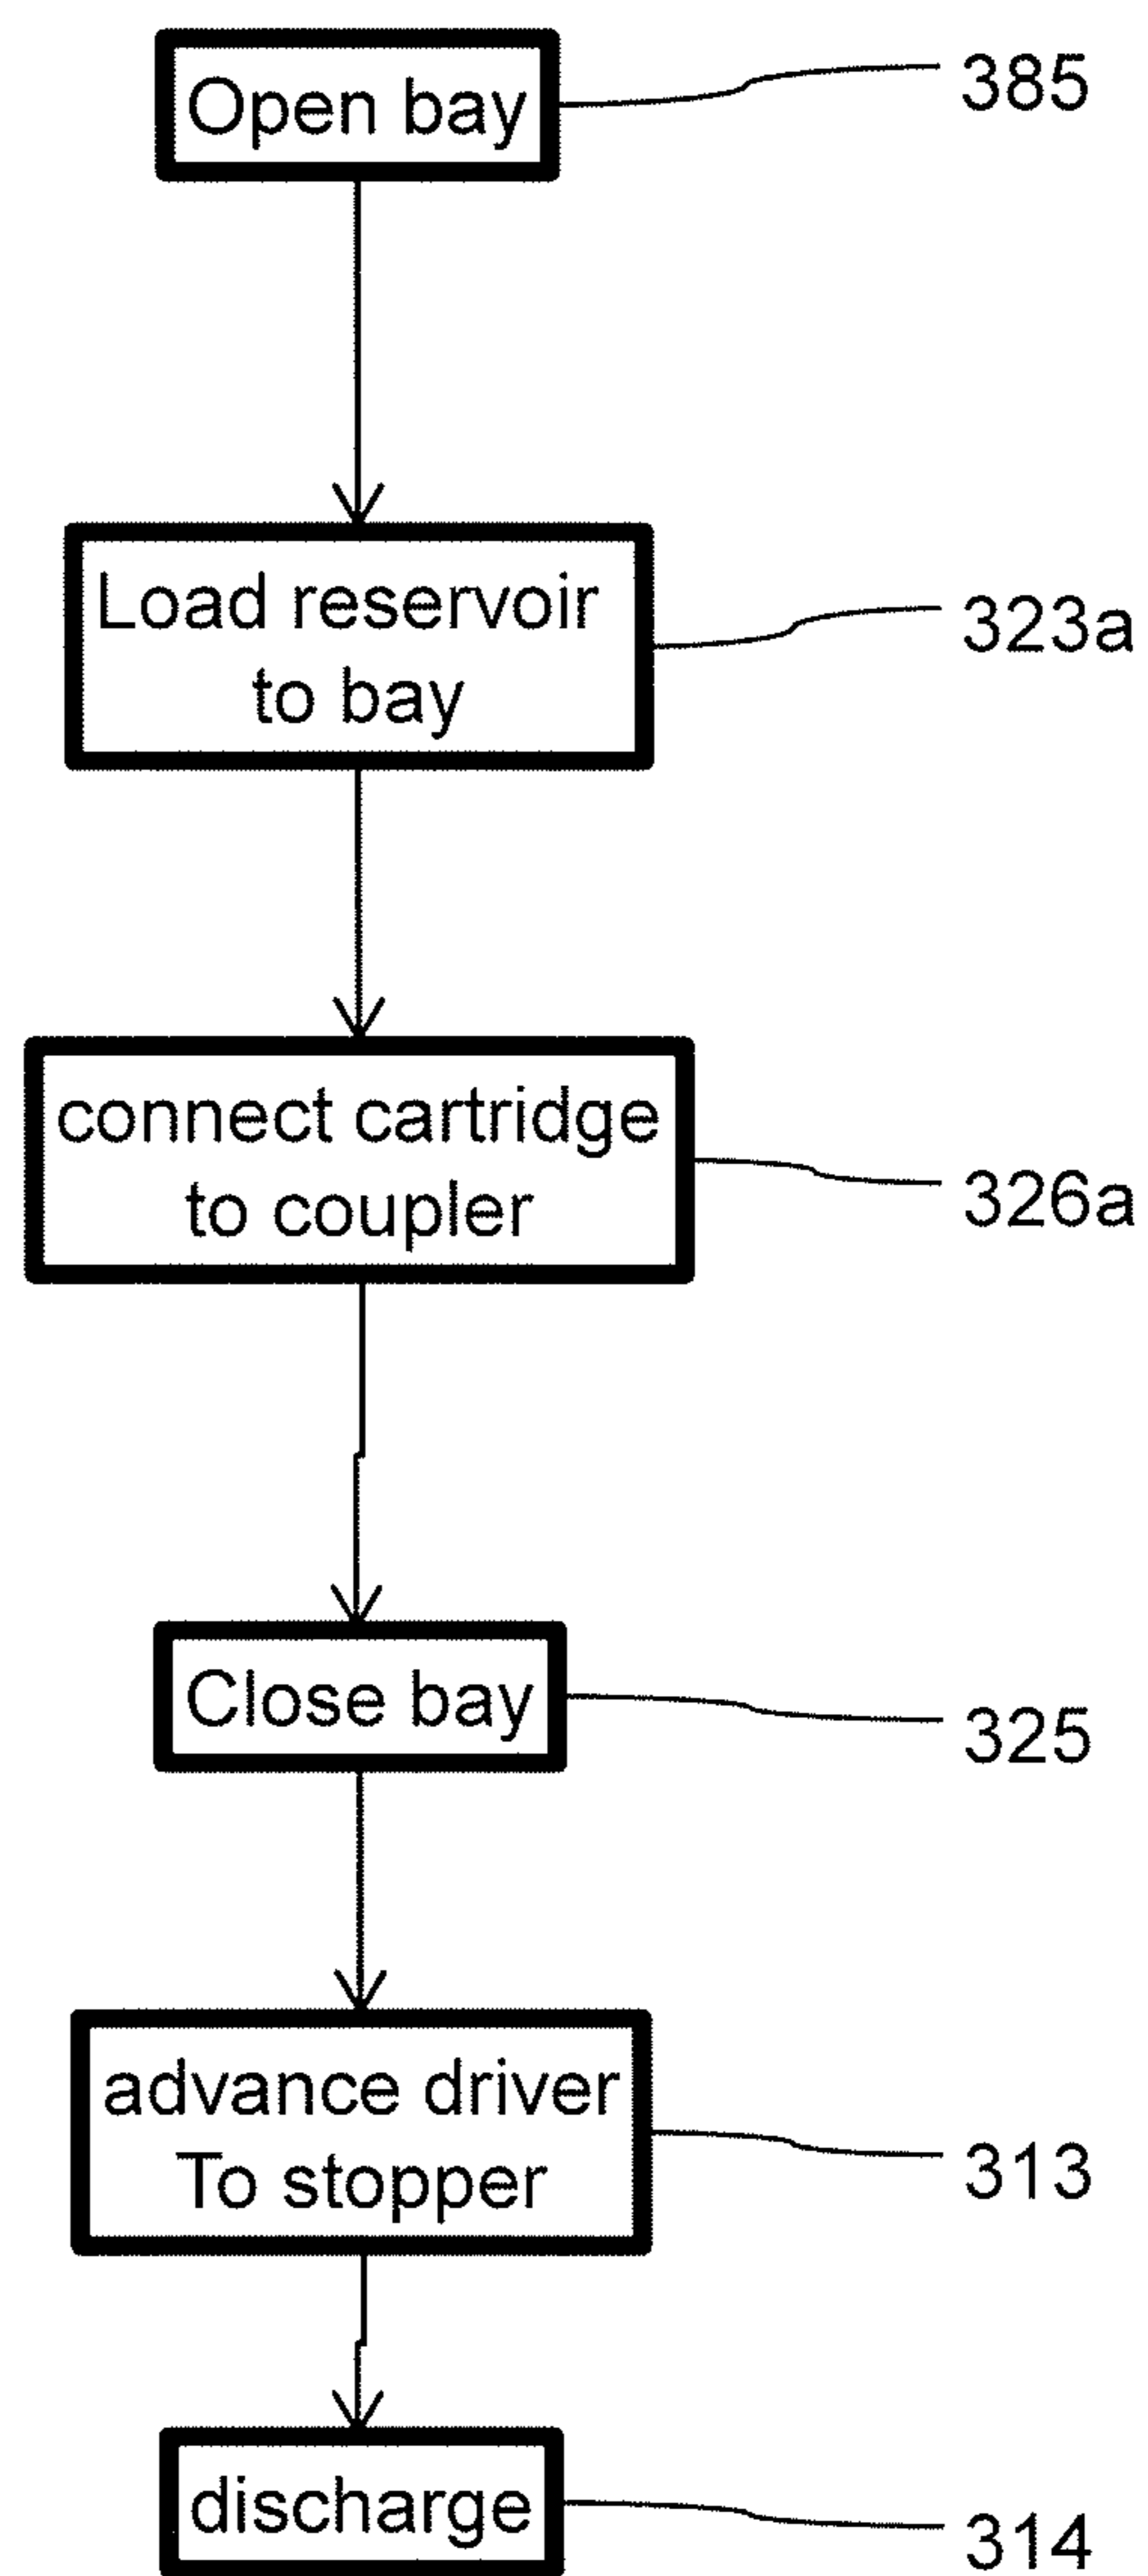 Open bay
385
Load reservoir
to bay
323a
connect cartridge
to coupler
326a
Close bay
325
advance driver
To stopper
313
discharge
314